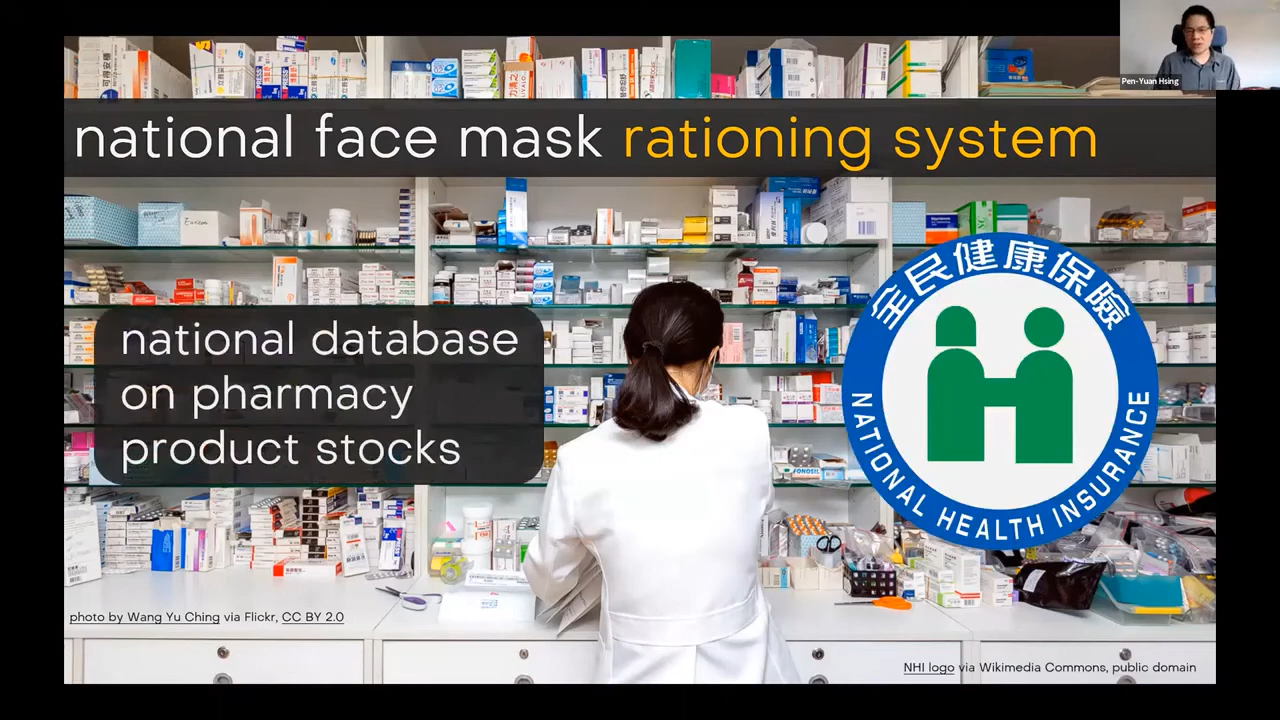 Pen-Yuan Hsing
national face mask rationing system
全民健康保險
national database
on pharmacy
product stocks
NATIONAL HEALTH INSURANCE
FONOSIL
photo by Wang Yu Ching via Flickr, CC BY 2.0
NHI logo via Wikimedia Commons, public domain